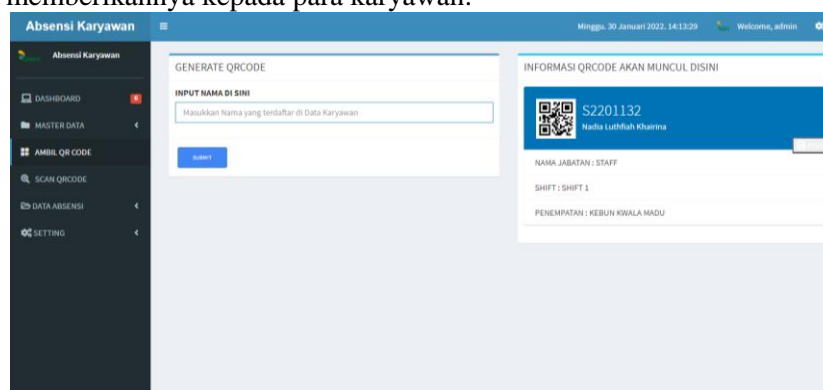 memberikannya kepada para karyawan.
Absensi Karyawan
Minggu, 30 Januari 2022. 14:13:29
Welcome, admin
Absensi Karyawan
DASHBOARD
MASTER DATA
AMBIL QR CODE
SCAN QRCODE
DATA ABSENSI
SETTING
GENERATE QRCODE
INPUT NAMA DI SINI
Masukkan Nama yang terdaftar di Data Karyawan
SUBMIT
INFORMASI QRCODE AKAN MUNCUL DISINI
S2201132
Nadia Luthfiah Khairina
NAMA JABATAN : STAFF
SHIFT : SHIFT 1
PENEMPATAN : KEBUN KWALA MADU